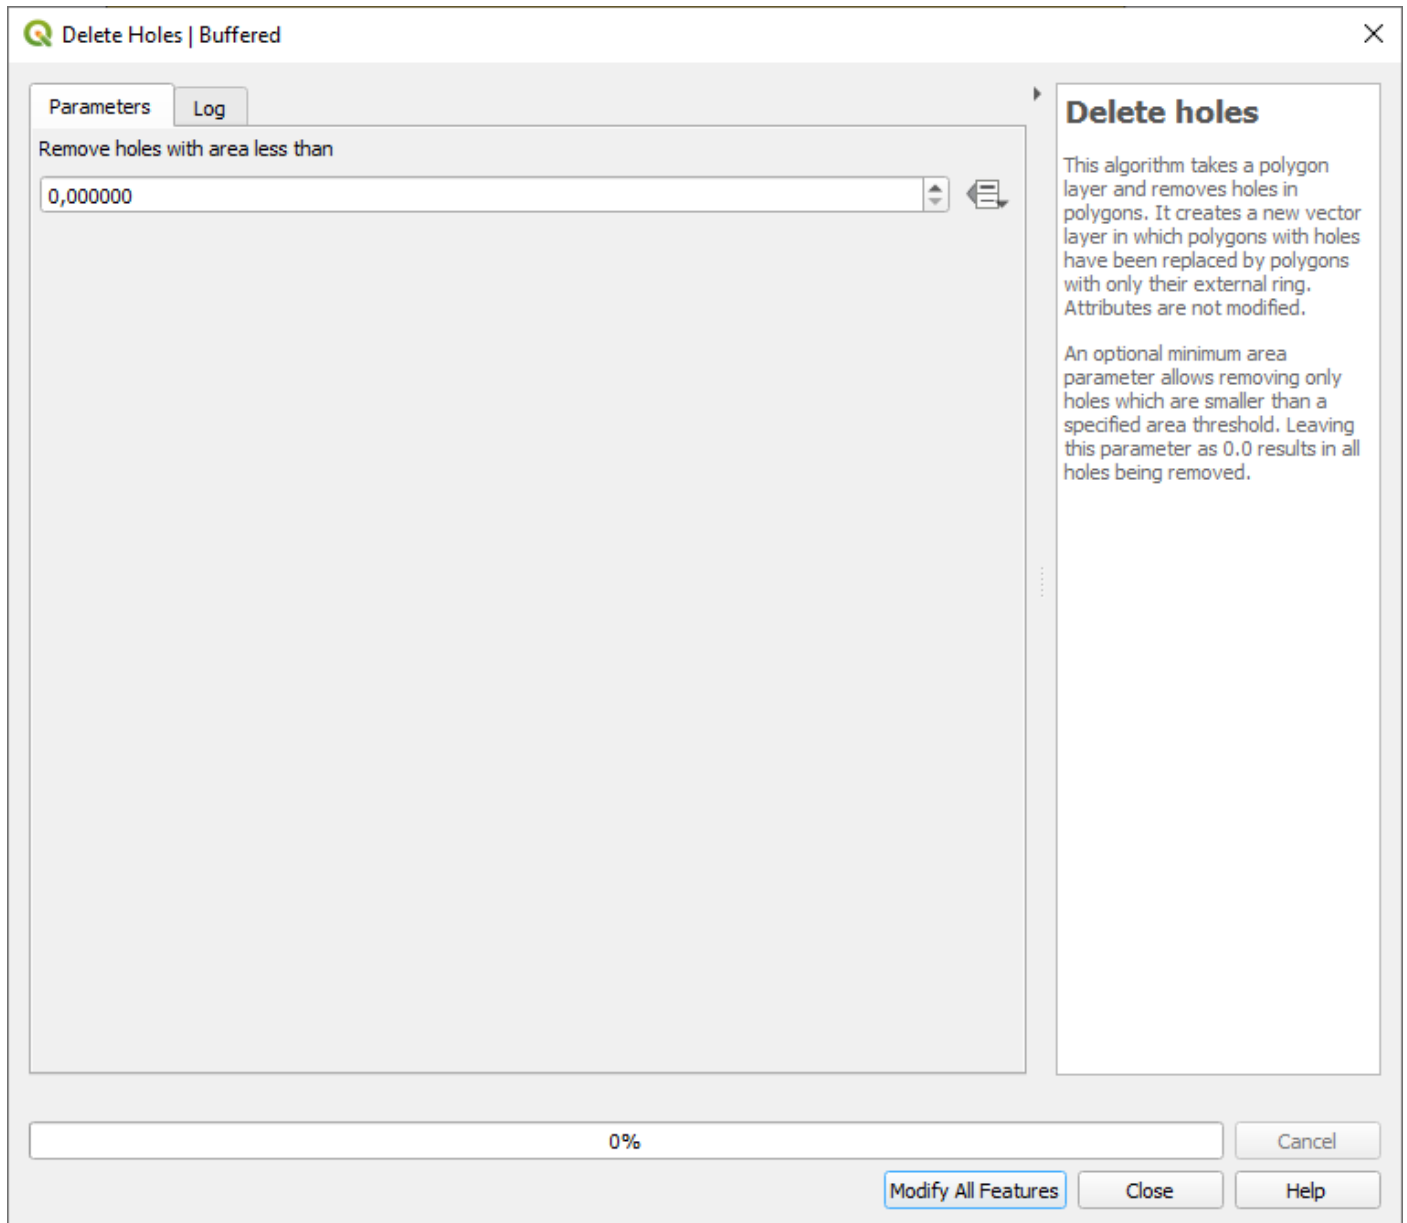 Delete Holes | Buffered
Parameters
Log
Remove holes with area less than
0,000000
Delete holes
This algorithm takes a polygon
layer and removes holes in
polygons. It creates a new vector
layer in which polygons with holes
have been replaced by polygons
with only their external ring.
Attributes are not modified.
An optional minimum area
parameter allows removing only
holes which are smaller than a
specified area threshold. Leaving
this parameter as 0.0 results in all
holes being removed.
0%
Cancel
Modify All Features
Close
Help